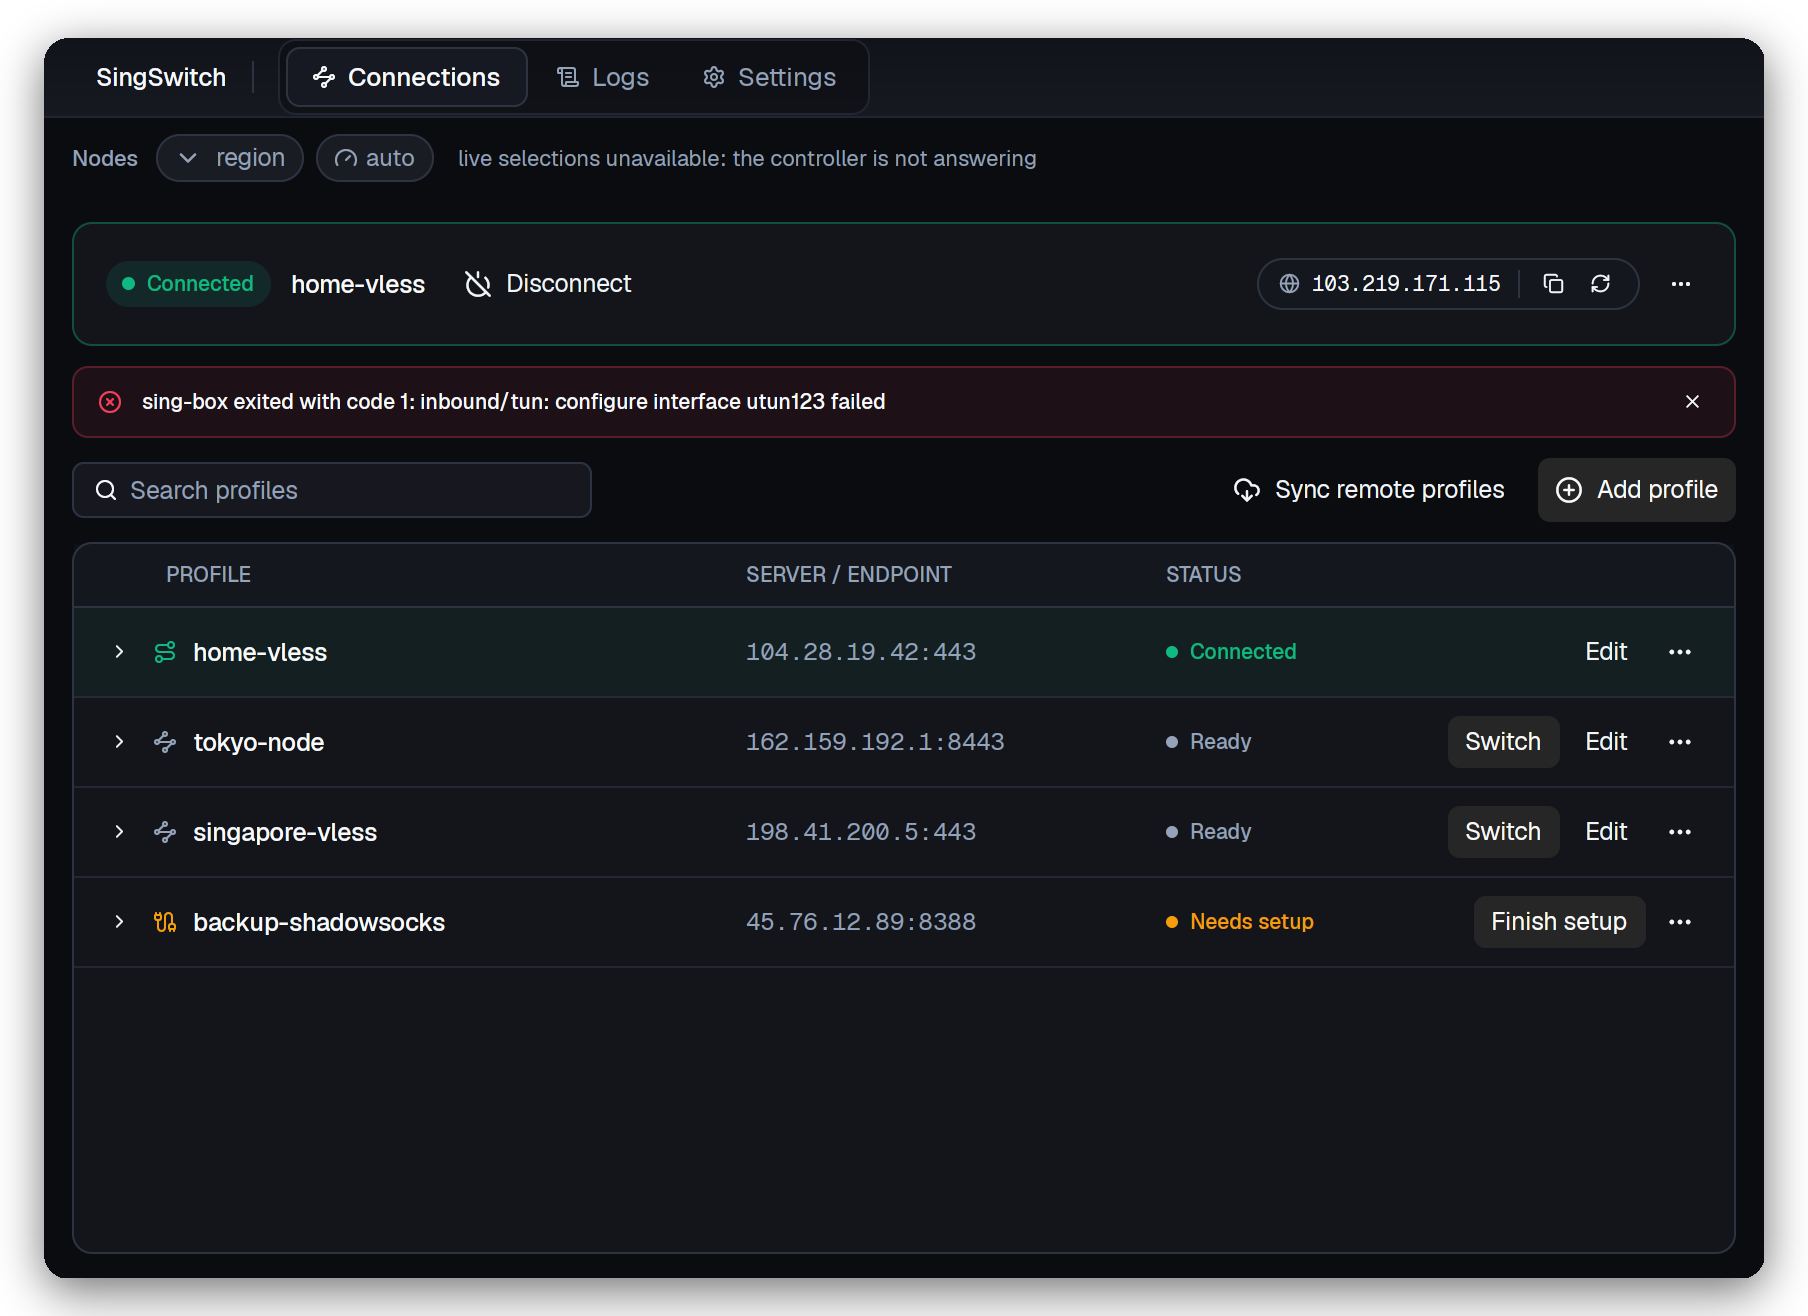 SingSwitch Connections Logs Settings
Nodes region auto live selections unavailable: the controller is not answering
Connected home-vless Disconnect 103.219.171.115
sing-box exited with code 1: inbound/tun: configure interface utun123 failed
Search profiles Sync remote profiles Add profile
PROFILE SERVER / ENDPOINT STATUS
home-vless 104.28.19.42:443 Connected Edit
tokyo-node 162.159.192.1:8443 Ready Switch Edit
singapore-vless 198.41.200.5:443 Ready Switch Edit
backup-shadowsocks 45.76.12.89:8388 Needs setup Finish setup